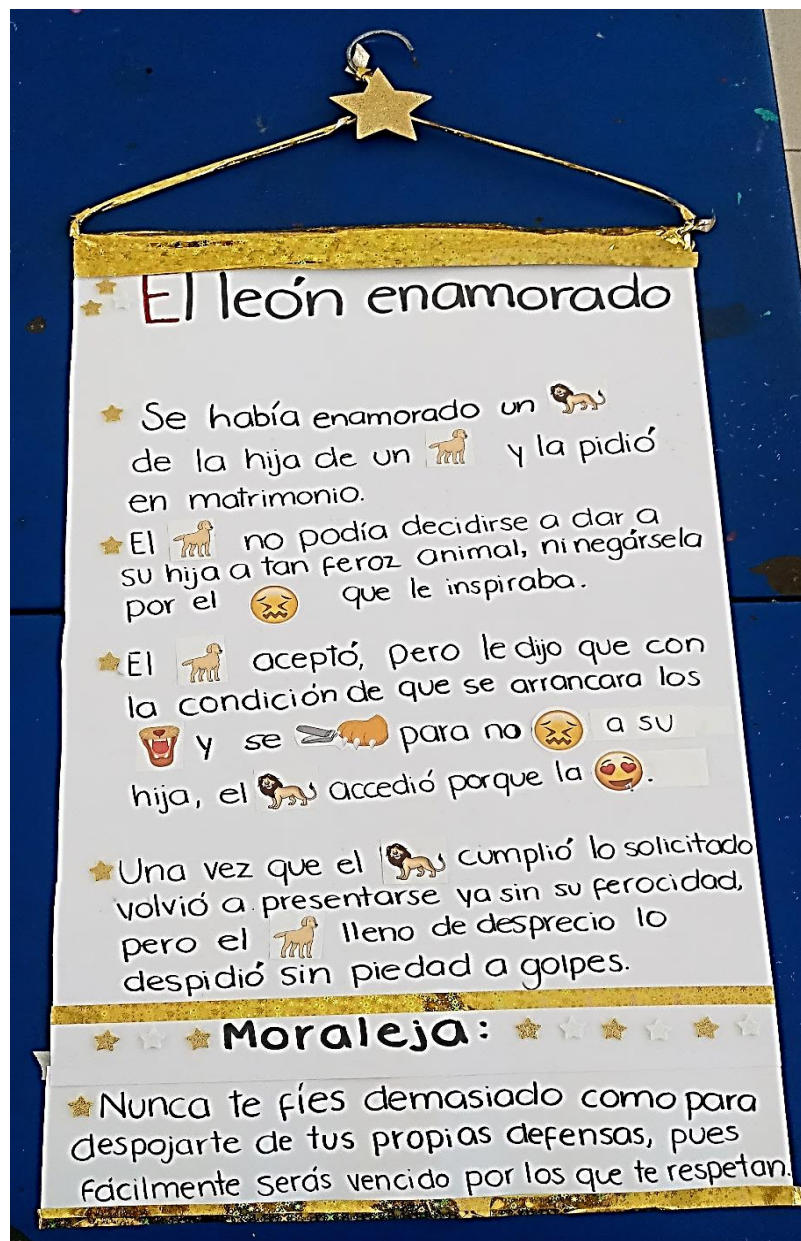 El león enamorado
Se había enamorado un
de la hija de un y la pidió
en matrimonio.
El no podía decidirse a dar a
su hija a tan feroz animal, ni negársela
por el que le inspiraba.
El aceptó, pero le dijo que con
la condición de que se arrancara los
y se para no a su
hija, el accedió porque la .
Una vez que el cumplió lo solicitado
volvió a presentarse ya sin su ferocidad,
pero el lleno de desprecio lo
despidió sin piedad a golpes.
Moraleja:
Nunca te fíes demasiado como para
despojarte de tus propias defensas, pues
fácilmente serás vencido por los que te respetan.